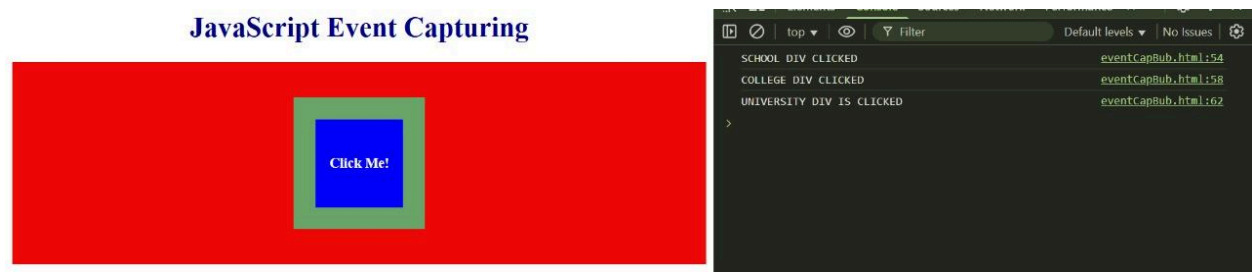 JavaScript Event Capturing
Click Me!
top
Filter
Default levels
No Issues
SCHOOL DIV CLICKED eventCapBub.html:54
COLLEGE DIV CLICKED eventCapBub.html:58
UNIVERSITY DIV IS CLICKED eventCapBub.html:62